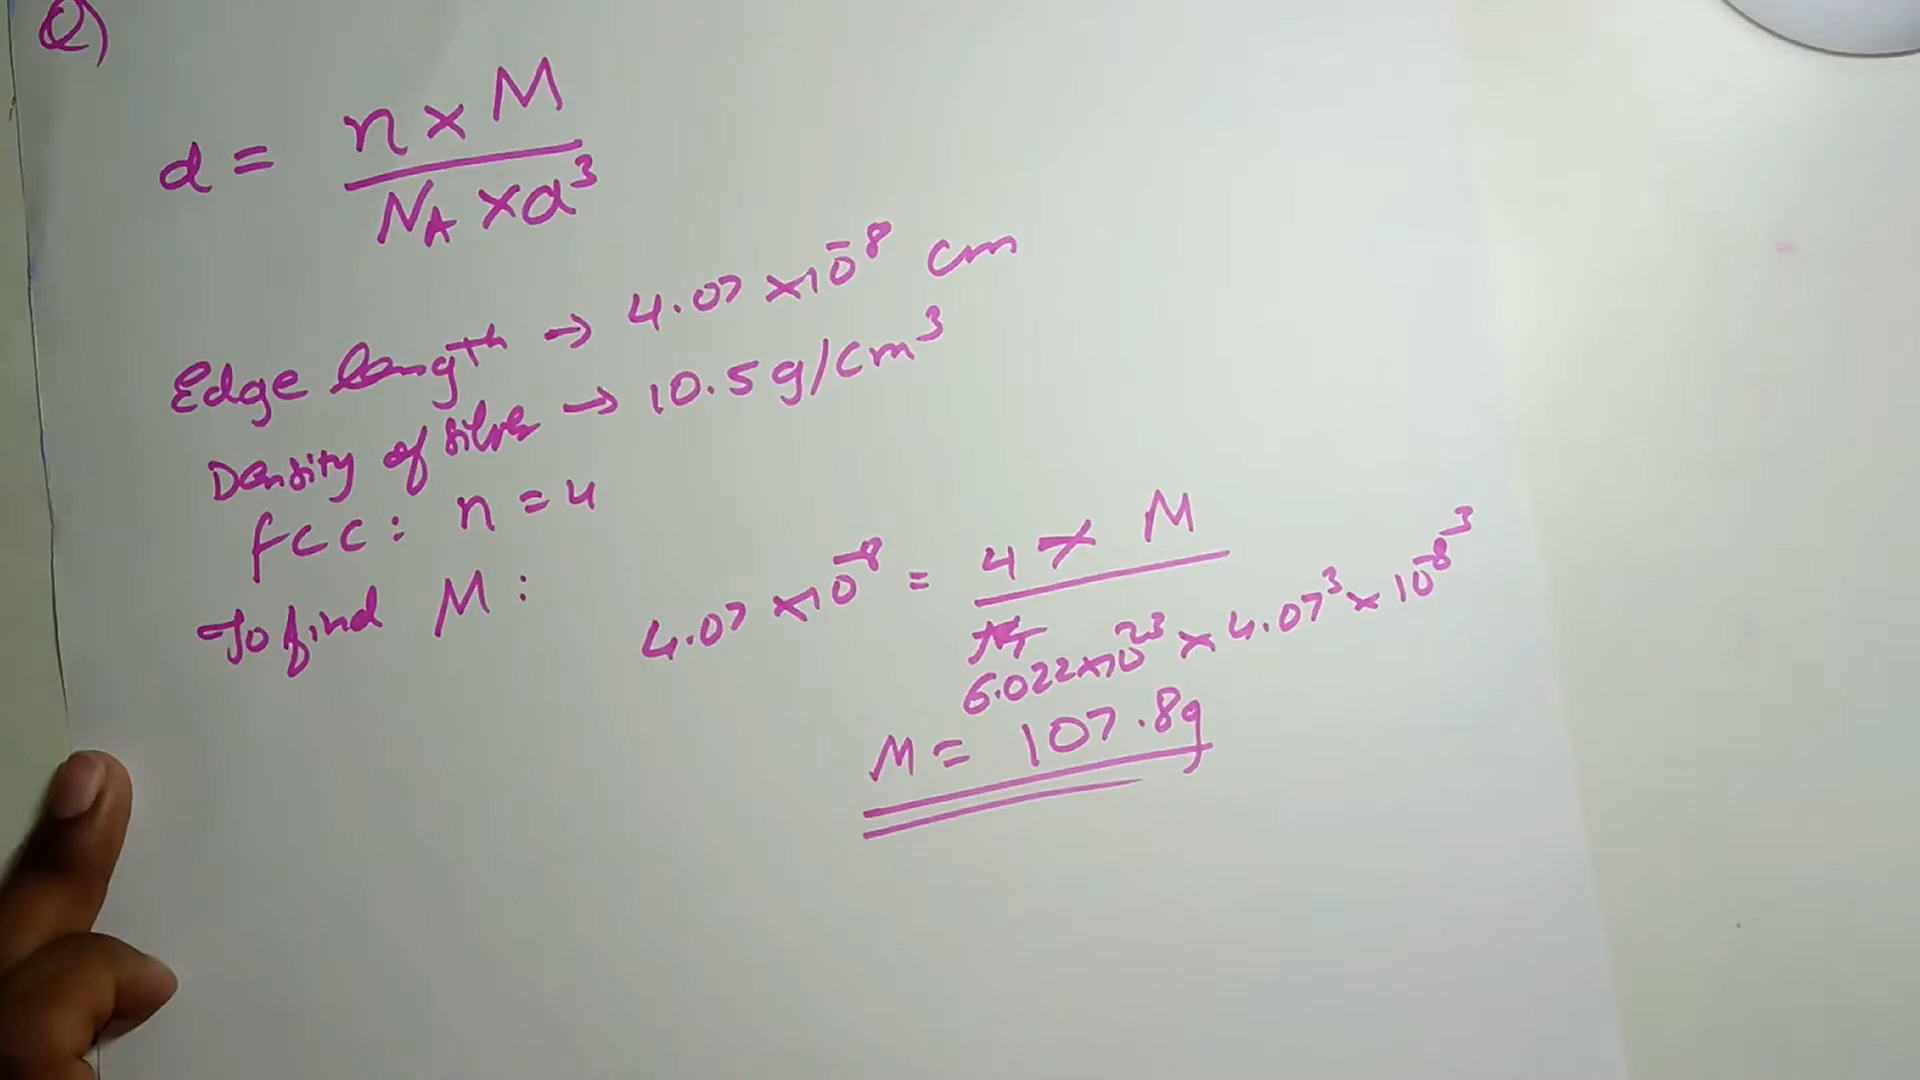 Q)
d = n × M
N_A × a³
Edge length → 4.07 × 10⁻⁸ cm
Density of silver → 10.5 g/cm³
fcc: n = 4
To find M:
4.07 × 10⁻⁸ = 4 × M
6.022 × 10²³ × 4.07³ × 10⁻⁸³
M = 107.8g